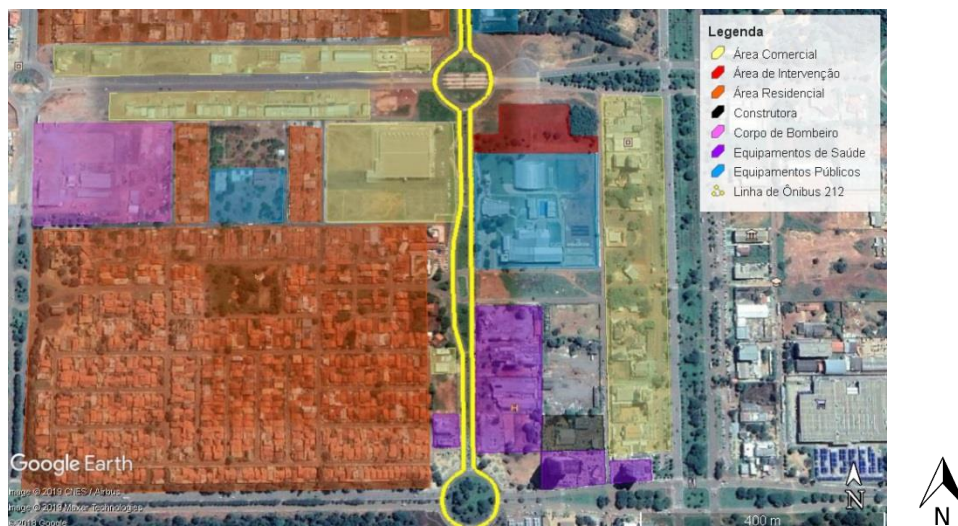 Legenda
Área Comercial
Área de Intervenção
Área Residencial
Construtora
Corpo de Bombeiro
Equipamentos de Saúde
Equipamentos Públicos
Linha de Ônibus 212
Google Earth
Image © 2019 CNES / Airbus
Image © 2019 Maxar Technologies
© 2019 Google
400 m
N
N